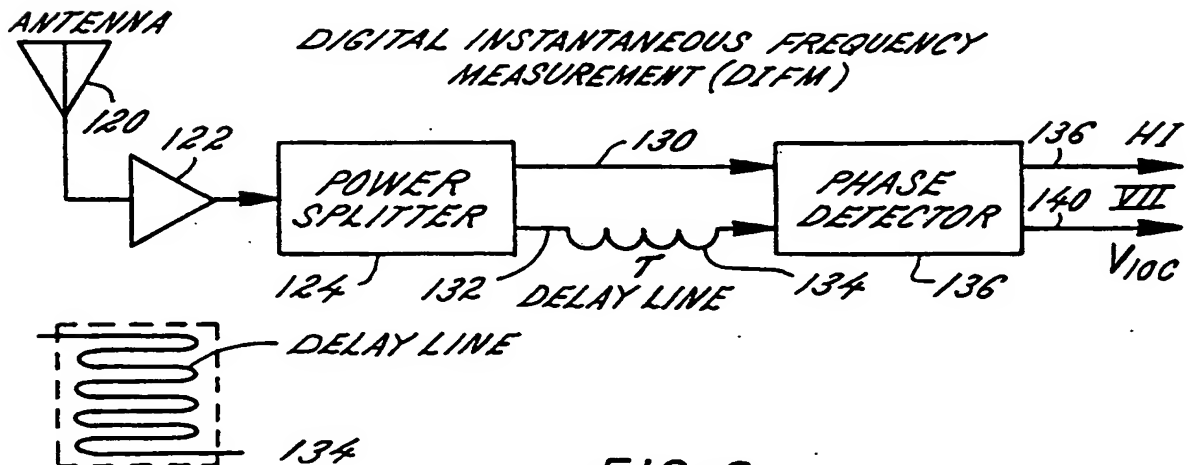 ANTENNA
DIGITAL INSTANTANEOUS FREQUENCY
MEASUREMENT (DIFM)
120
122
130
136 HI
POWER
SPLITTER
PHASE
DETECTOR
140 VII
V10C
124
132
T
134
136
DELAY LINE
DELAY LINE
134